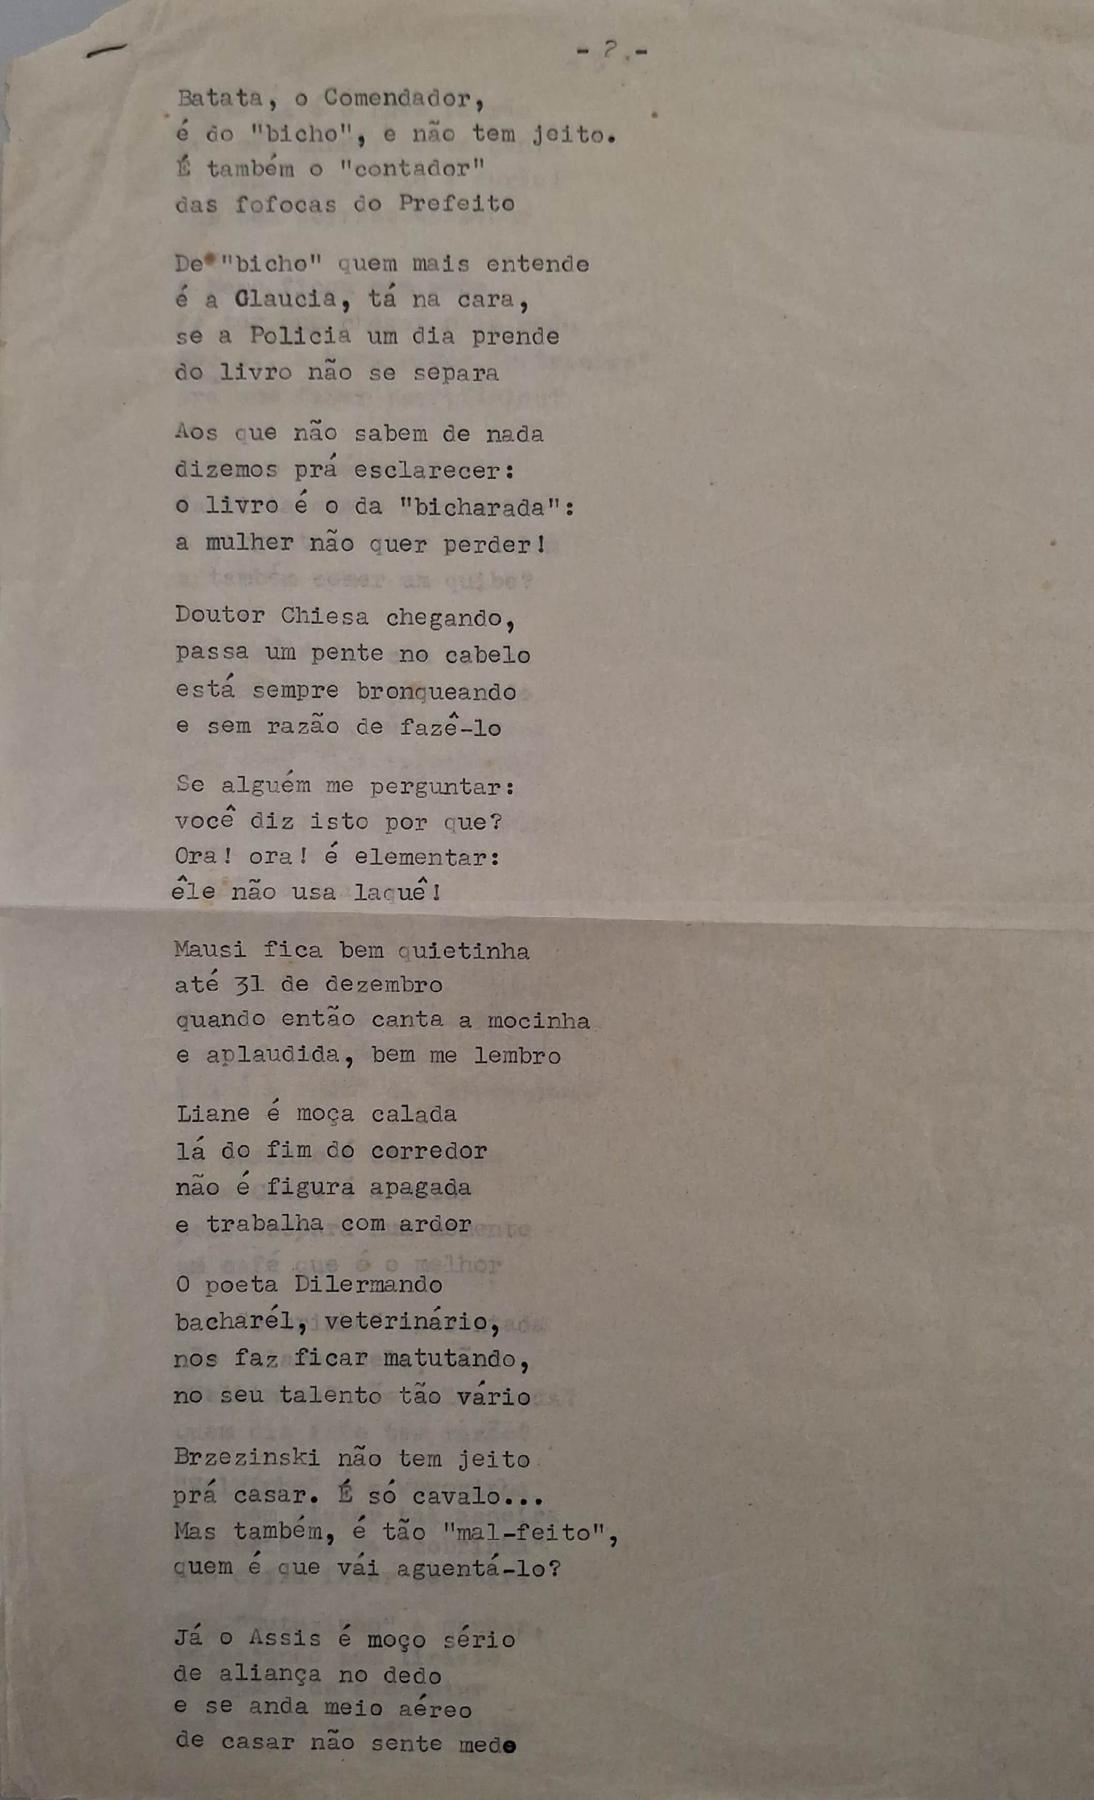 - 2.-
Batata, o Comendador,
é do "bicho", e não tem jeito.
É também o "contador"
das fofocas do Prefeito
De "bicho" quem mais entende
é a Glaucia, tá na cara,
se a Policia um dia prende
do livro não se separa
Aos que não sabem de nada
dizemos prá esclarecer:
o livro é o da "bicharada":
a mulher não quer perder!
Doutor Chiesa chegando,
passa um pente no cabelo
está sempre bronqueando
e sem razão de fazê-lo
Se alguém me perguntar:
você diz isto por que?
Ora! ora! é elementar:
êle não usa laquê!
Mausi fica bem quietinha
até 31 de dezembro
quando então canta a mocinha
e aplaudida, bem me lembro
Liane é moça calada
lá do fim do corredor
não é figura apagada
e trabalha com ardor
O poeta Dilermando
bacharél, veterinário,
nos faz ficar matutando,
no seu talento tão vário
Brzezinski não tem jeito
prá casar. É só cavalo...
Mas também, é tão "mal-feito",
quem é que vái aguentá-lo?
Já o Assis é moço sério
de aliança no dedo
e se anda meio aéreo
de casar não sente medo